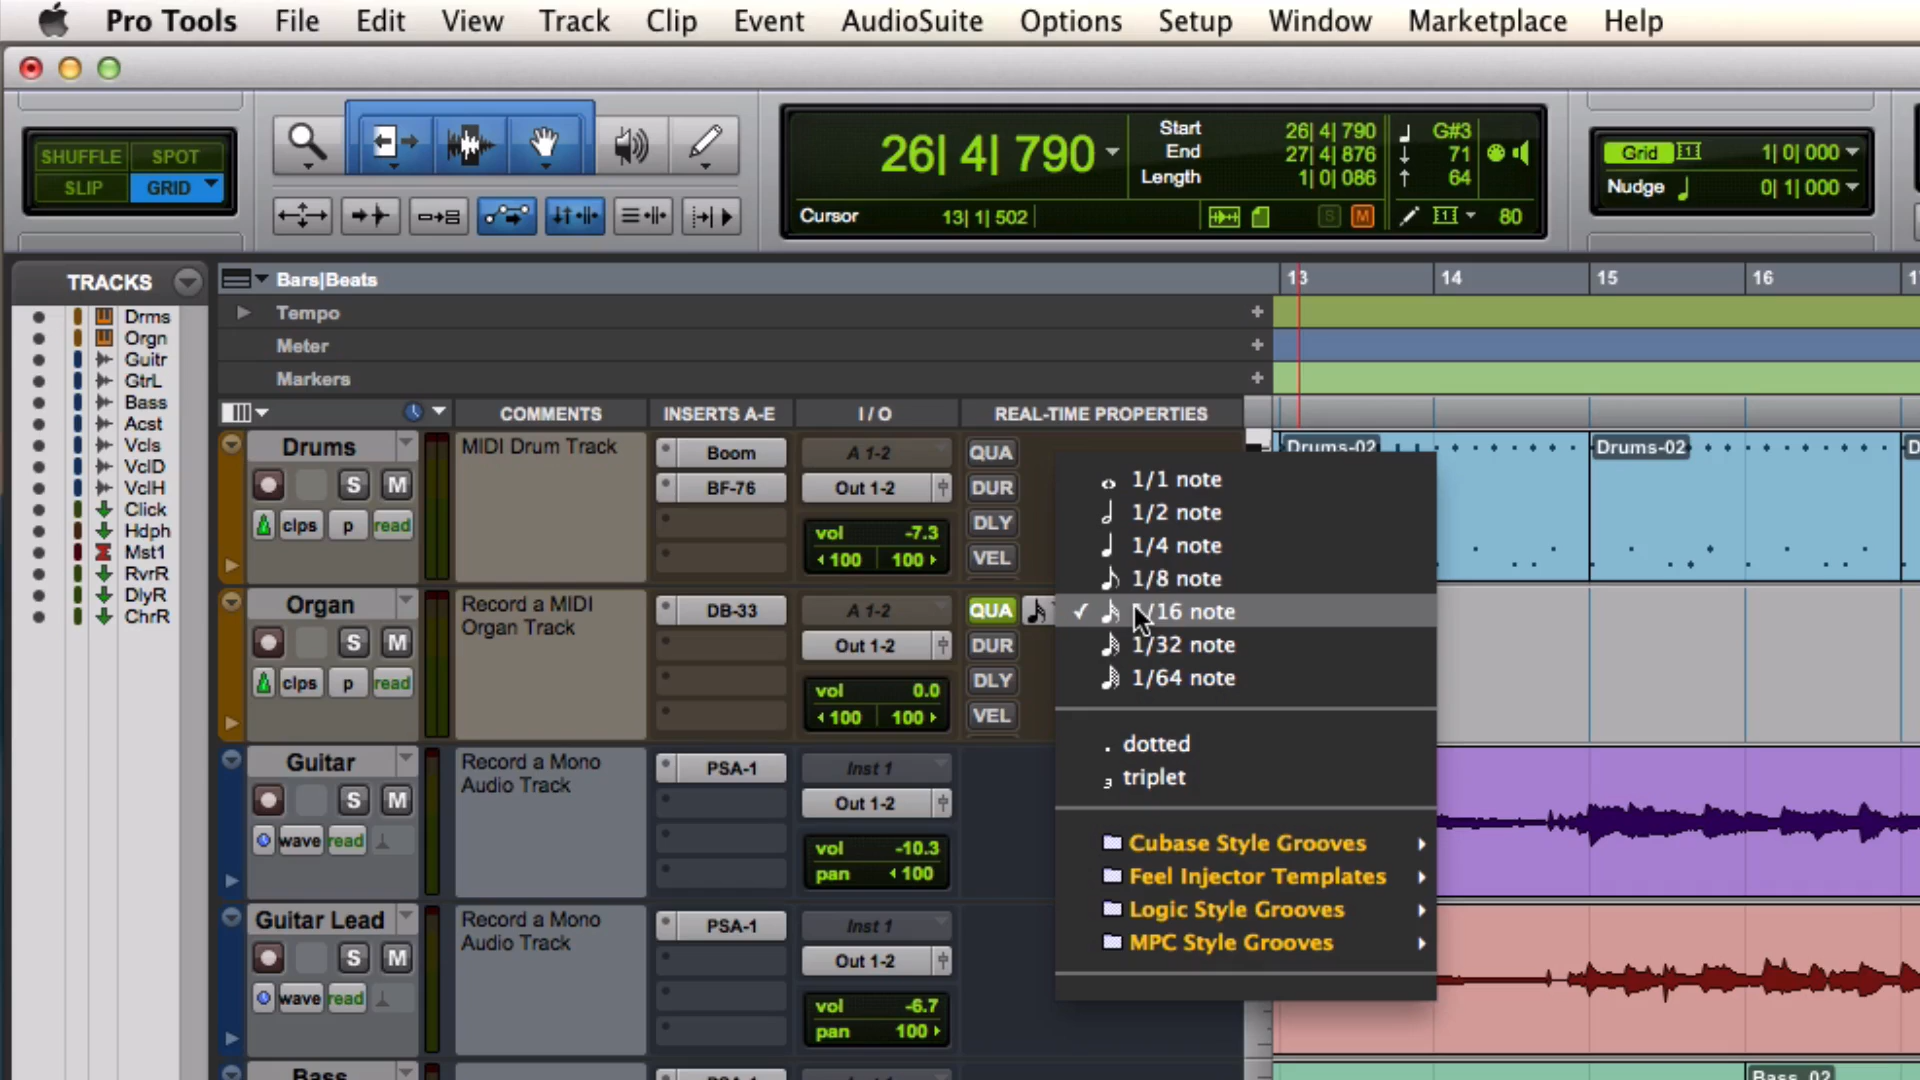 Pro Tools File Edit View Track Clip Event AudioSuite Options Setup Window Marketplace Help
SHUFFLE SPOT
SLIP GRID
26| 4| 790
Start 26| 4| 790
End 27| 4| 876
Length 1| 0| 086
G#3
71
64
Cursor 13| 1| 502
S M
80
Grid 1| 0| 000
Nudge 0| 1| 000
TRACKS
Drms
Orgn
Guitr
GtrL
Bass
Acst
Vcls
VclD
VclH
Click
Hdph
Mst1
RvrR
DlyR
ChrR
Bars|Beats
13 14 15 16
Tempo
Meter
Markers
COMMENTS INSERTS A-E I / O REAL-TIME PROPERTIES
Drums
S M
clps p read
MIDI Drum Track
Boom
BF-76
A 1-2
Out 1-2
vol -7.3
100 100
QUA
DUR
DLY
VEL
Drums-02 Drums-02 D
Organ
S M
clps p read
Record a MIDI
Organ Track
DB-33
A 1-2
Out 1-2
vol 0.0
100 100
QUA
DUR
DLY
VEL
Guitar
S M
wave read
Record a Mono
Audio Track
PSA-1
Inst 1
Out 1-2
vol -10.3
pan 100
Guitar Lead
S M
wave read
Record a Mono
Audio Track
PSA-1
Inst 1
Out 1-2
vol -6.7
pan 100
1/1 note
1/2 note
1/4 note
1/8 note
1/16 note
1/32 note
1/64 note
. dotted
3 triplet
Cubase Style Grooves
Feel Injector Templates
Logic Style Grooves
MPC Style Grooves
Bass
Bass_02